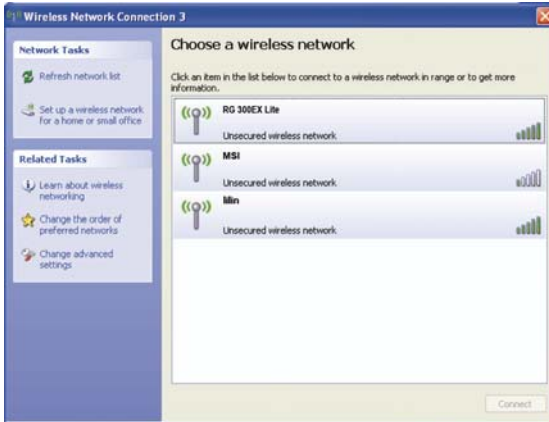 Wireless Network Connection 3
Network Tasks
Refresh network list
Set up a wireless network
for a home or small office
Related Tasks
Learn about wireless
networking
Change the order of
preferred networks
Change advanced
settings
Choose a wireless network
Click an item in the list below to connect to a wireless network in range or to get more
information.
RG 300EX Lite
Unsecured wireless network
MSI
Unsecured wireless network
Min
Unsecured wireless network
Connect